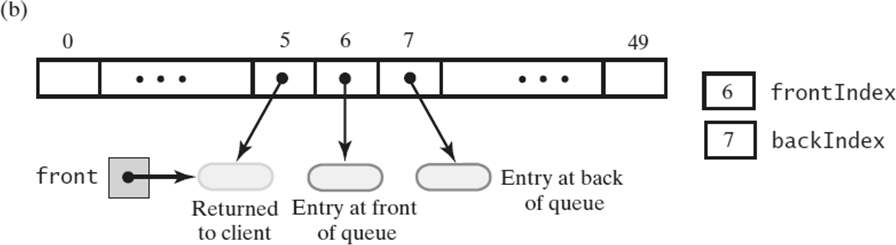 (b)
0 5 6 7 49
6 frontIndex
7 backIndex
front
Returned
to client
Entry at front
of queue
Entry at back
of queue